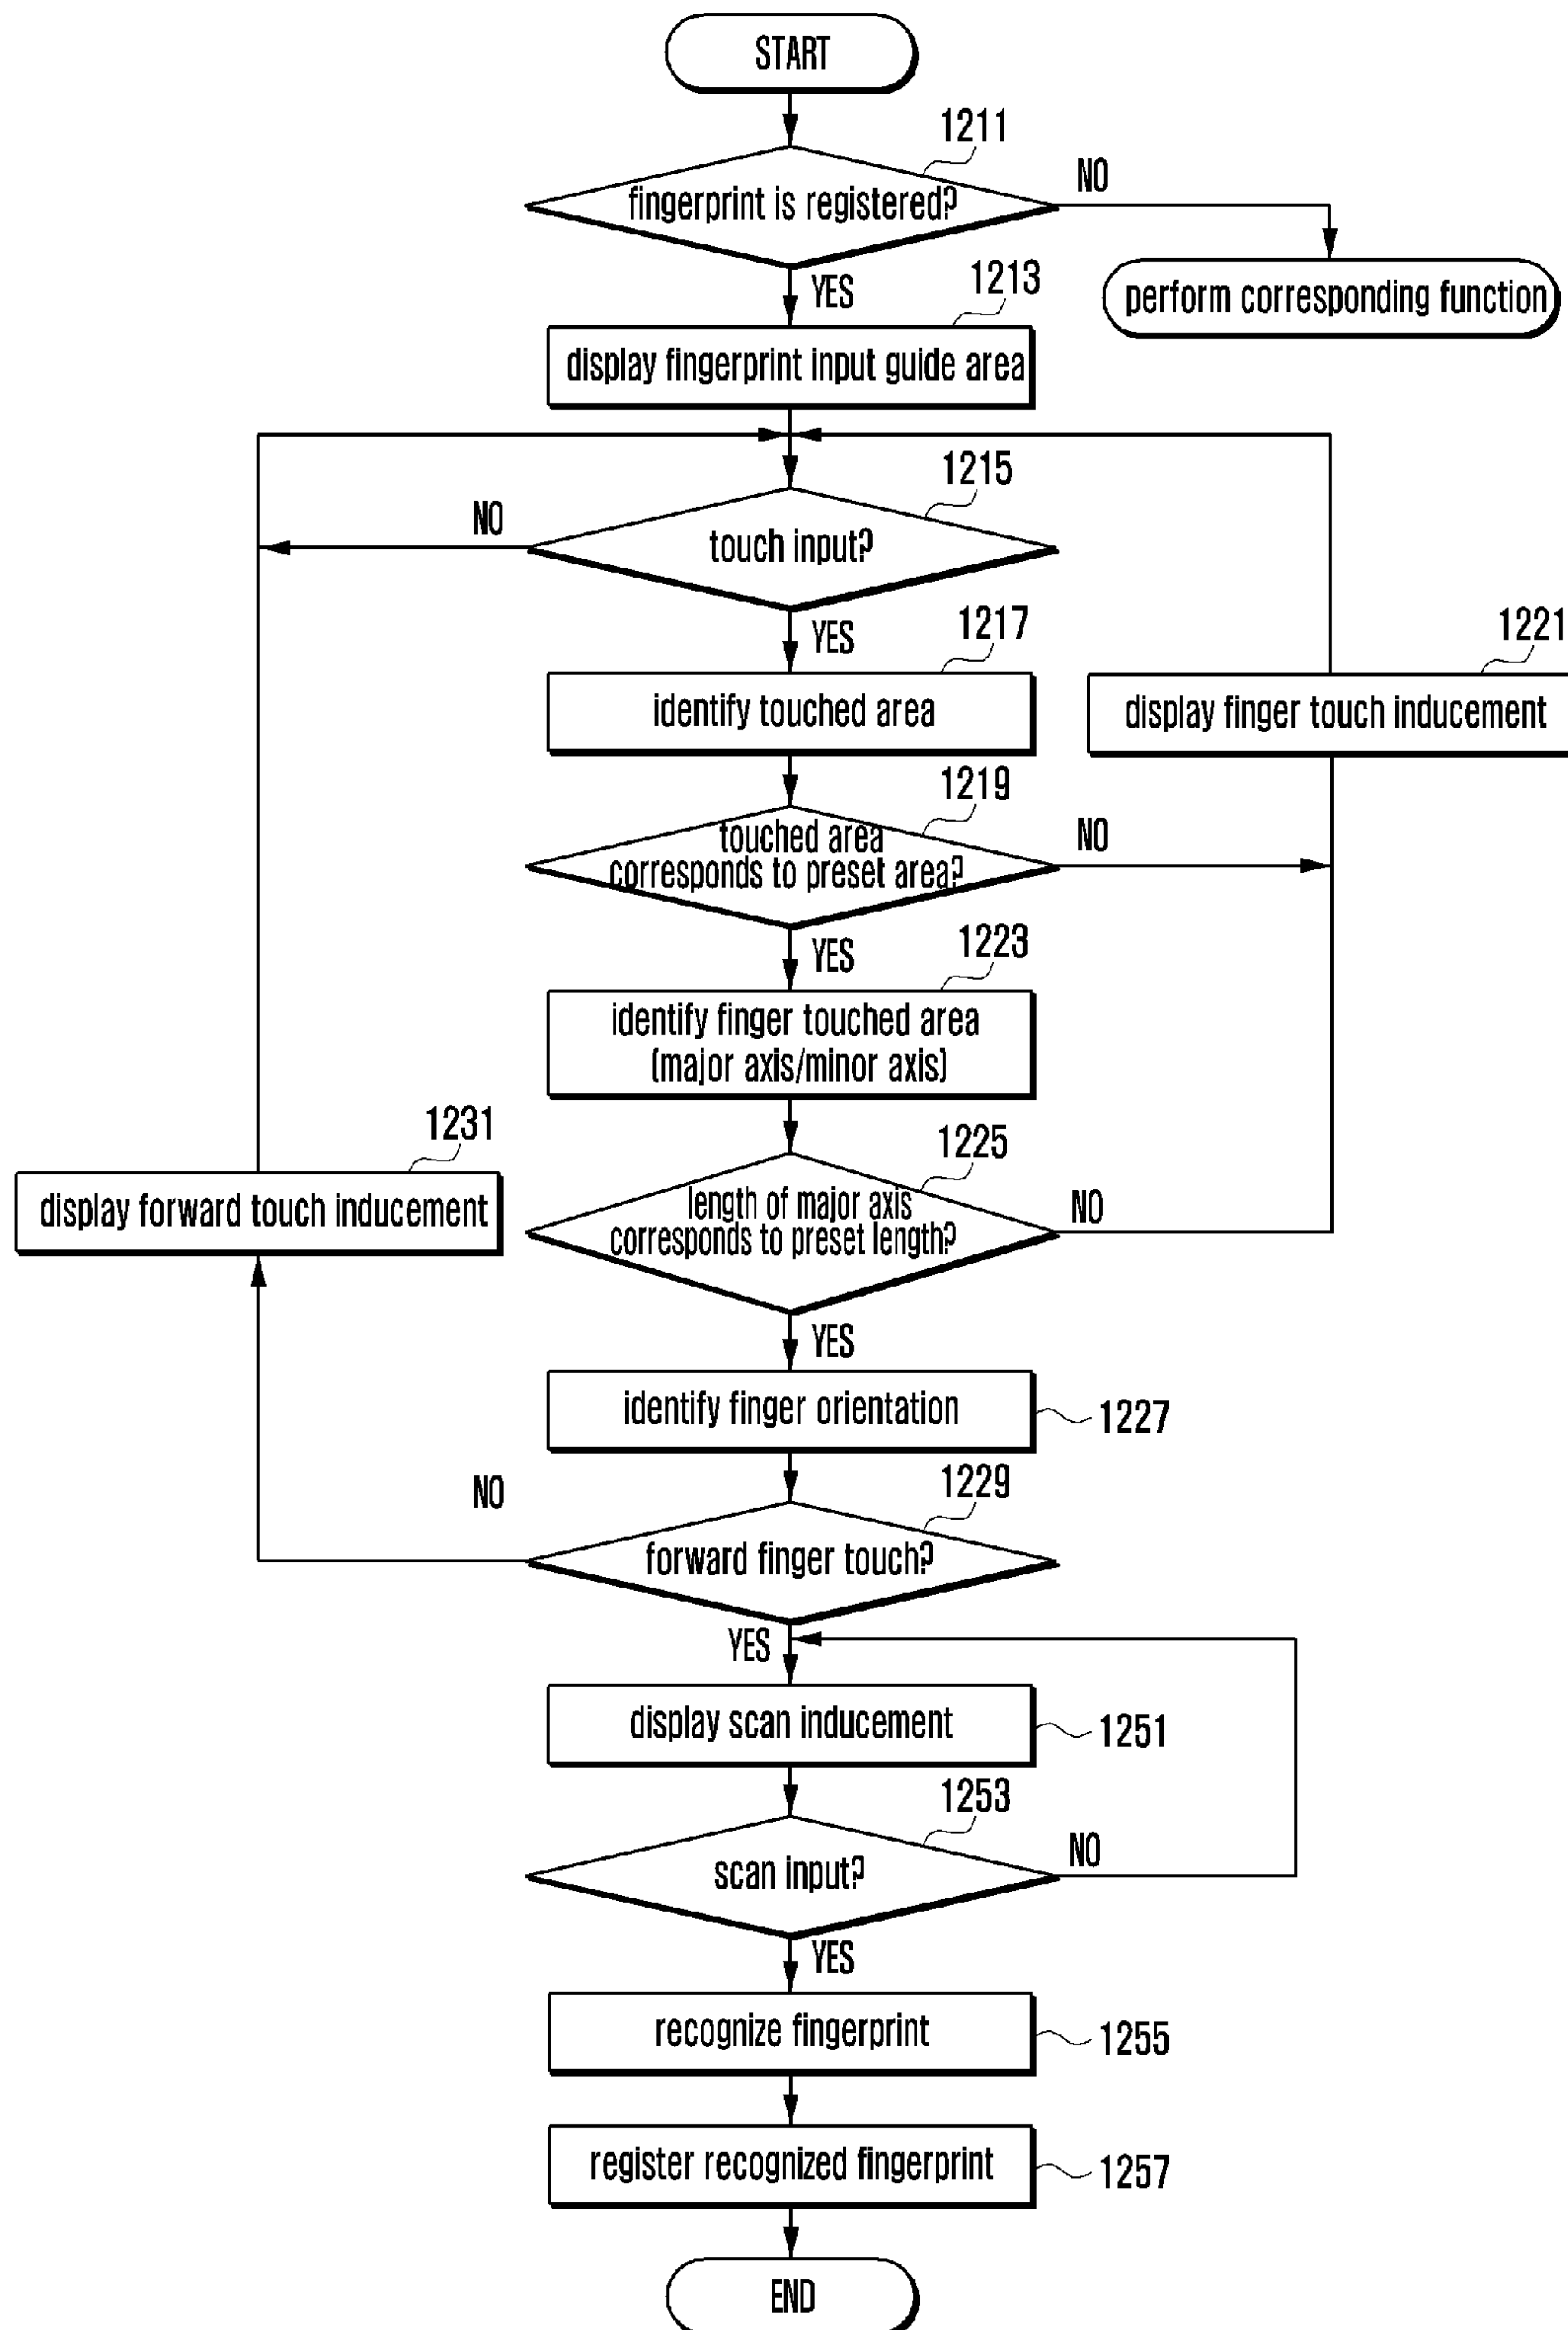 START
1211
fingerprint is registered?
NO
YES
1213
perform corresponding function
display fingerprint input guide area
1215
NO
touch input?
YES
1217
1221
identify touched area
display finger touch inducement
1219
touched area
corresponds to preset area?
NO
YES
1223
identify finger touched area
(major axis/minor axis)
1231
1225
display forward touch inducement
length of major axis
corresponds to preset length?
NO
YES
identify finger orientation
1227
NO
1229
forward finger touch?
YES
display scan inducement
1251
1253
scan input?
NO
YES
recognize fingerprint
1255
register recognized fingerprint
1257
END